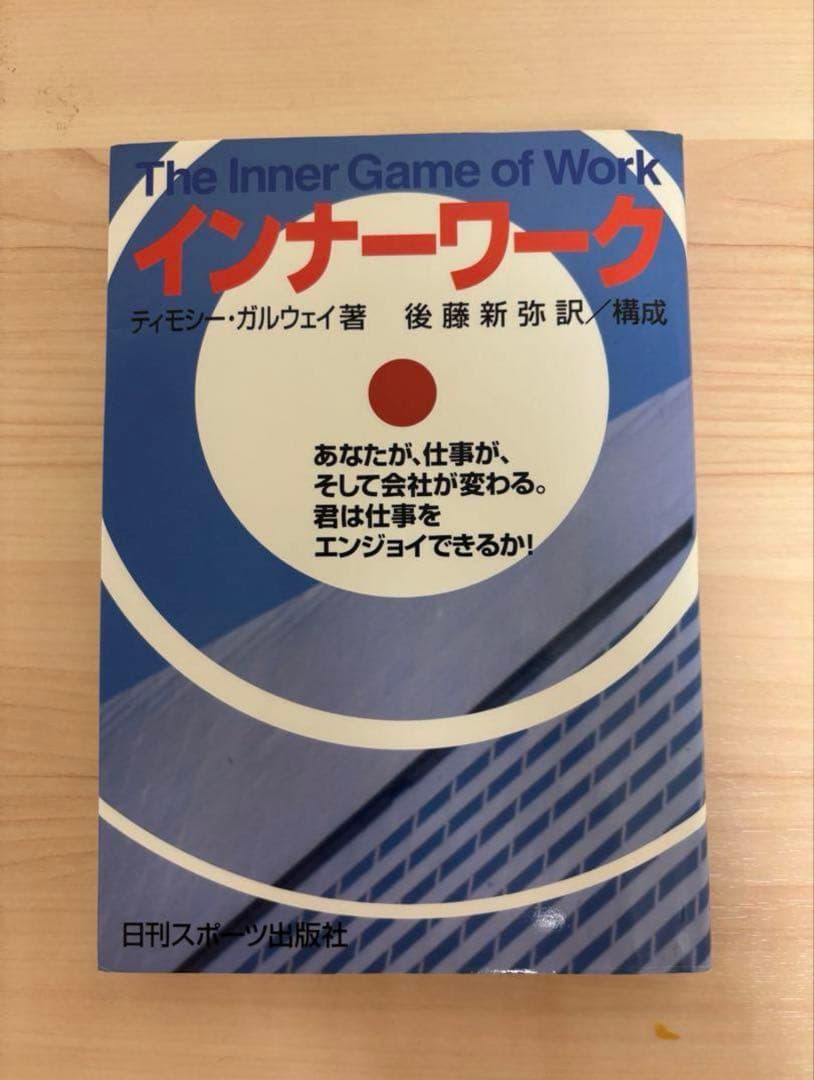 The Inner Game of Work
インナーワーク
ティモシー・ガルウェイ著　後藤新弥訳／構成
あなたが、仕事が、
そして会社が変わる。
君は仕事を
エンジョイできるか!
日刊スポーツ出版社